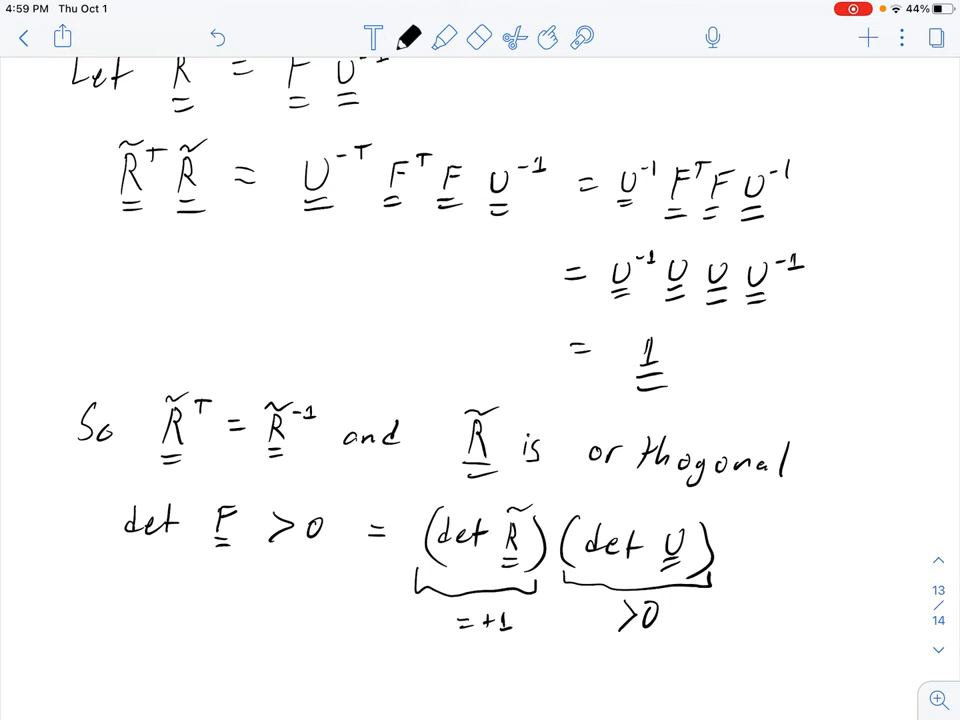 4:59 PM Thu Oct 1
44%
T
Let R = F U⁻¹
R̃ᵀ R̃ = U⁻ᵀ Fᵀ F U⁻¹ = U⁻¹ Fᵀ F U⁻¹
= U⁻¹ U U U⁻¹
= 1
So R̃ᵀ = R̃⁻¹ and R̃ is orthogonal
det F > 0 = (det R̃) (det U)
= +1 >0
13
/
14